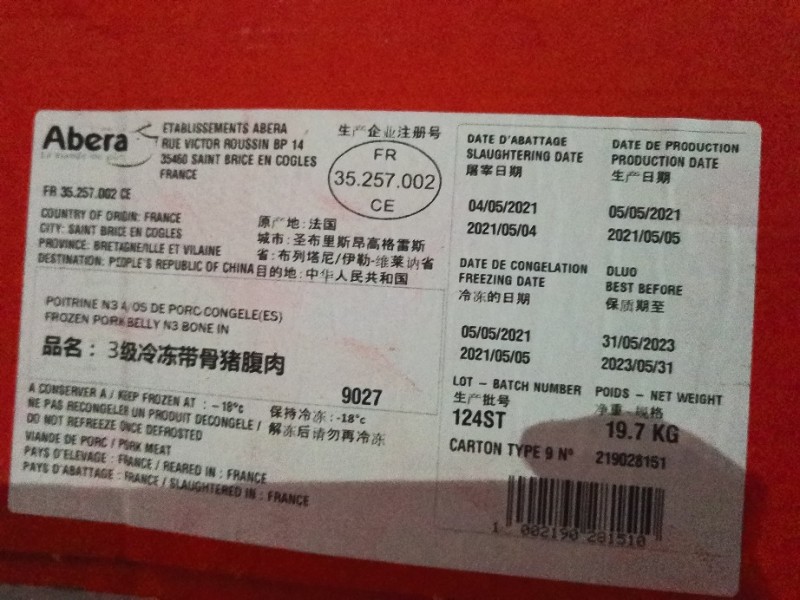 Abera
ETABLISSEMENTS ABERA
RUE VICTOR ROUSSIN BP 14
35460 SAINT BRICE EN COGLES
FRANCE
生产企业注册号
FR
35.257.002
CE
FR 35.257.002 CE
COUNTRY OF ORIGIN: FRANCE
CITY: SAINT BRICE EN COGLES
PROVINCE: BRETAGNE/ILLE ET VILAINE
DESTINATION: PEOPLE'S REPUBLIC OF CHINA
原产地:法国
城市:圣布里斯昂高格雷斯
省:布列塔尼/伊勒-维莱讷省
目的地:中华人民共和国
POITRINE N3 A/OS DE PORC CONGELE(ES)
FROZEN PORK BELLY N3 BONE IN
品名:3级冷冻带骨猪腹肉
9027
A CONSERVER A / KEEP FROZEN AT : -18°c
保持冷冻:-18°c
NE PAS RECONGELER UN PRODUIT DECONGELE /
DO NOT REFREEZE ONCE DEFROSTED
解冻后请勿再冷冻
VIANDE DE PORC / PORK MEAT
PAYS D'ELEVAGE : FRANCE / REARED IN : FRANCE
PAYS D'ABATTAGE : FRANCE / SLAUGHTERED IN : FRANCE
DATE D'ABATTAGE
SLAUGHTERING DATE
屠宰日期
04/05/2021
2021/05/04
DATE DE PRODUCTION
PRODUCTION DATE
生产日期
05/05/2021
2021/05/05
DATE DE CONGELATION
FREEZING DATE
冷冻的日期
05/05/2021
2021/05/05
DLUO
BEST BEFORE
保质期至
31/05/2023
2023/05/31
LOT - BATCH NUMBER
生产批号
124ST
POIDS - NET WEIGHT
净重-规格
19.7 KG
CARTON TYPE 9 N° 219028151
1 002190 281510